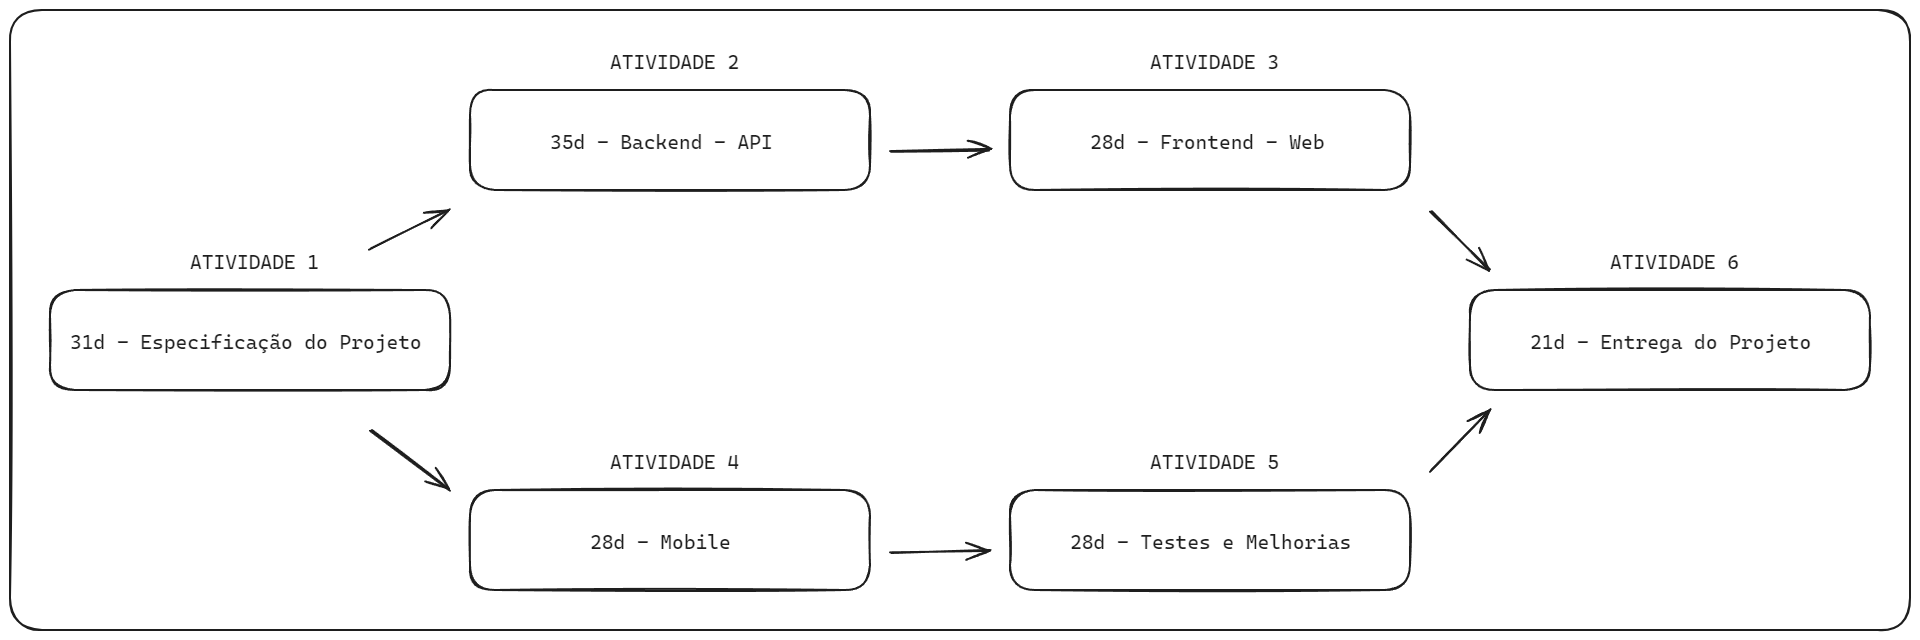 ATIVIDADE 2
35d – Backend – API
ATIVIDADE 3
28d – Frontend – Web
ATIVIDADE 1
31d – Especificação do Projeto
ATIVIDADE 6
21d – Entrega do Projeto
ATIVIDADE 4
28d – Mobile
ATIVIDADE 5
28d – Testes e Melhorias